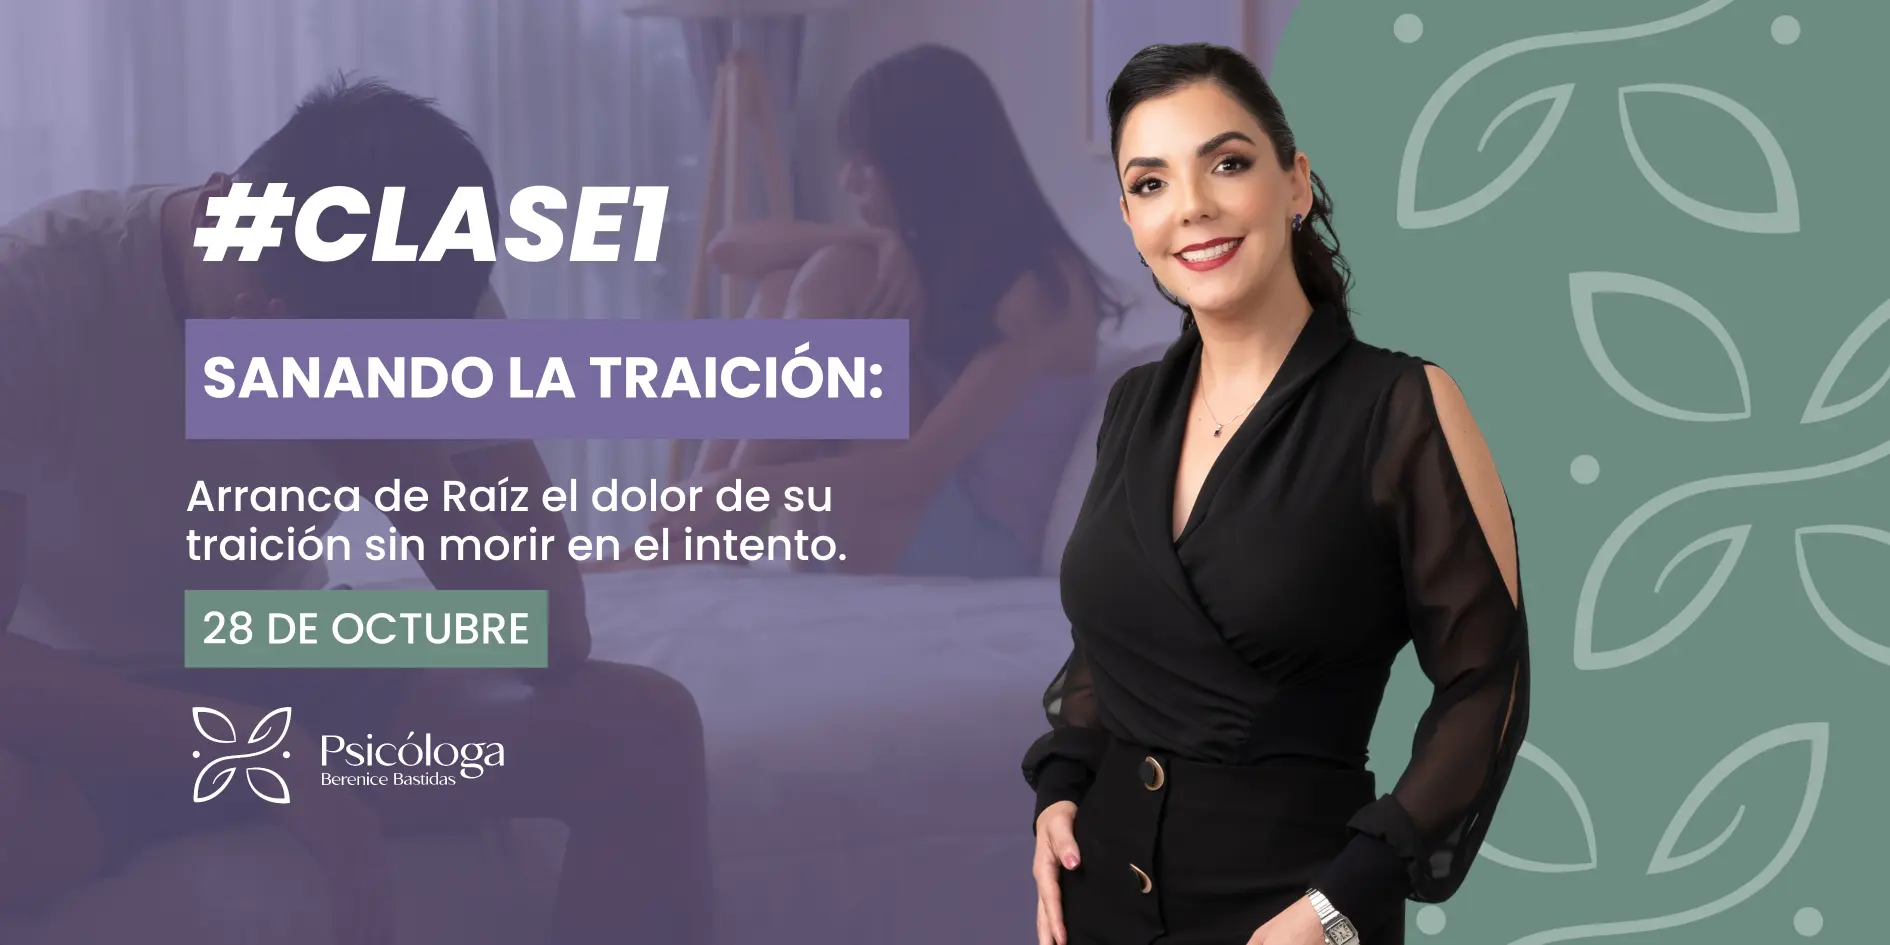 #CLASE1
SANANDO LA TRAICIÓN:
Arranca de Raíz el dolor de su
traición sin morir en el intento.
28 DE OCTUBRE
Psicóloga
Berenice Bastidas